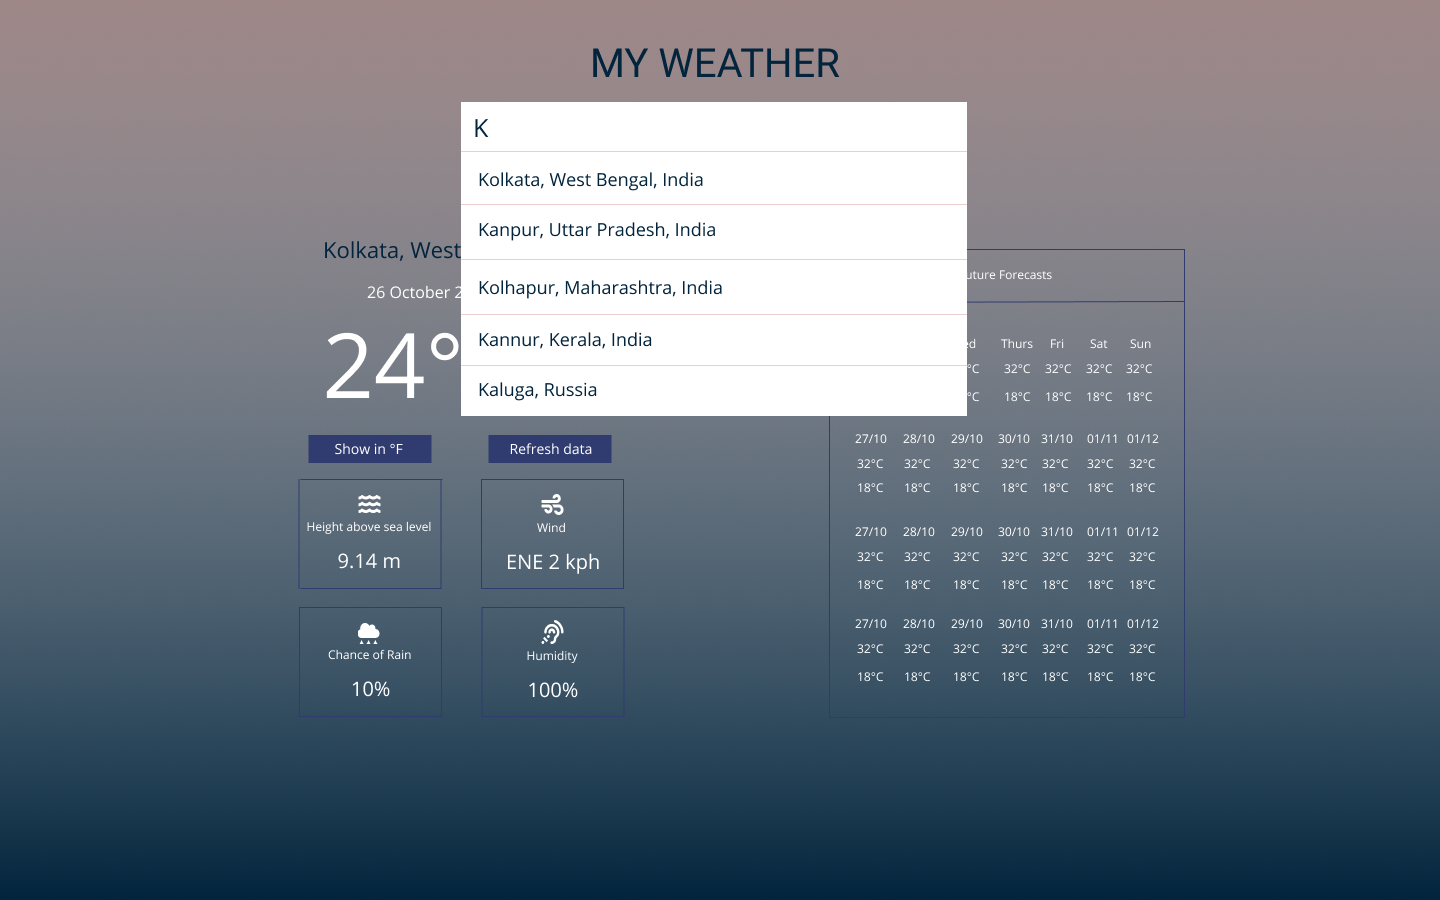 MY WEATHER
K
Kolkata, West Bengal, India
Kanpur, Uttar Pradesh, India
Kolhapur, Maharashtra, India
Kannur, Kerala, India
Kaluga, Russia
Kolkata, West
26 October
24°
Show in °F
Refresh data
Height above sea level
9.14 m
Wind
ENE 2 kph
Chance of Rain
10%
Humidity
100%
Forecasts
Thurs Fri Sat Sun
32°C 32°C 32°C 32°C
18°C 18°C 18°C 18°C
27/10 28/10 29/10 30/10 31/10 01/11 01/12
32°C 32°C 32°C 32°C 32°C 32°C 32°C
18°C 18°C 18°C 18°C 18°C 18°C 18°C
27/10 28/10 29/10 30/10 31/10 01/11 01/12
32°C 32°C 32°C 32°C 32°C 32°C 32°C
18°C 18°C 18°C 18°C 18°C 18°C 18°C
27/10 28/10 29/10 30/10 31/10 01/11 01/12
32°C 32°C 32°C 32°C 32°C 32°C 32°C
18°C 18°C 18°C 18°C 18°C 18°C 18°C